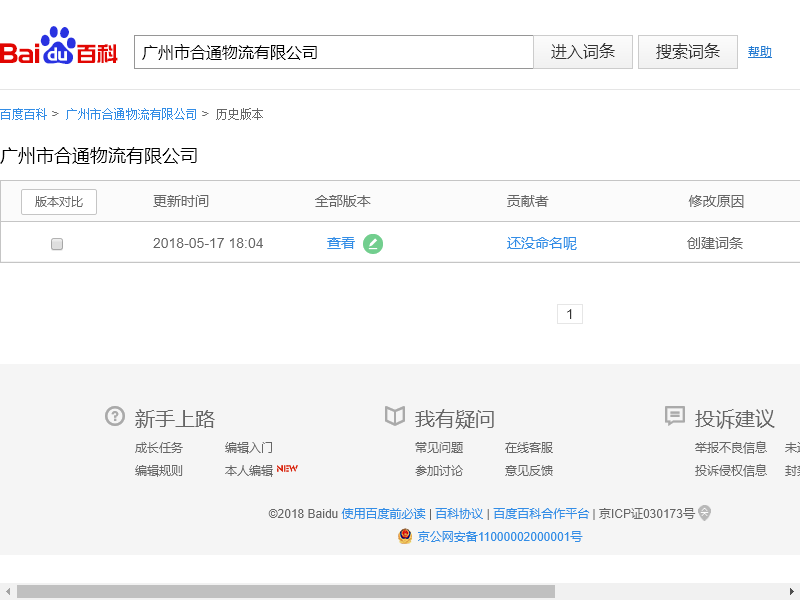 Bai du 百科 广州市合通物流有限公司 进入词条 搜索词条 帮助
百度百科 > 广州市合通物流有限公司 > 历史版本
广州市合通物流有限公司
版本对比 更新时间 全部版本 贡献者 修改原因
2018-05-17 18:04 查看 还没命名呢 创建词条
1
新手上路 我有疑问 投诉建议
成长任务 编辑入门 常见问题 在线客服 举报不良信息 未
编辑规则 本人编辑 NEW 参加讨论 意见反馈 投诉侵权信息 封
©2018 Baidu 使用百度前必读 | 百科协议 | 百度百科合作平台 | 京ICP证030173号
京公网安备11000002000001号